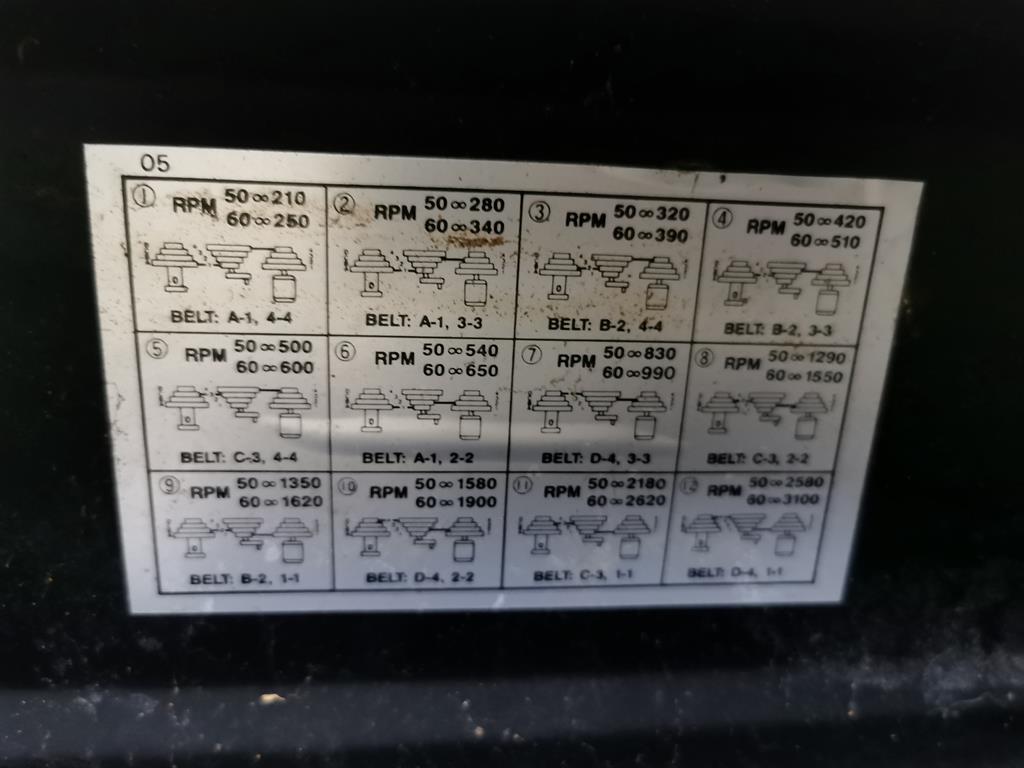 05
① RPM 50∞210
60∞250
BELT: A-1, 4-4
② RPM 50∞280
60∞340
BELT: A-1, 3-3
③ RPM 50∞320
60∞390
BELT: B-2, 4-4
④ RPM 50∞420
60∞510
BELT: B-2, 3-3
⑤ RPM 50∞500
60∞600
BELT: C-3, 4-4
⑥ RPM 50∞540
60∞650
BELT: A-1, 2-2
⑦ RPM 50∞830
60∞990
BELT: D-4, 3-3
⑧ RPM 50∞1290
60∞1550
BELT: C-3, 2-2
⑨ RPM 50∞1350
60∞1620
BELT: B-2, 1-1
⑩ RPM 50∞1580
60∞1900
BELT: D-4, 2-2
⑪ RPM 50∞2180
60∞2620
BELT: C-3, 1-1
⑫ RPM 50∞2580
60∞3100
BELT: D-4, 1-1